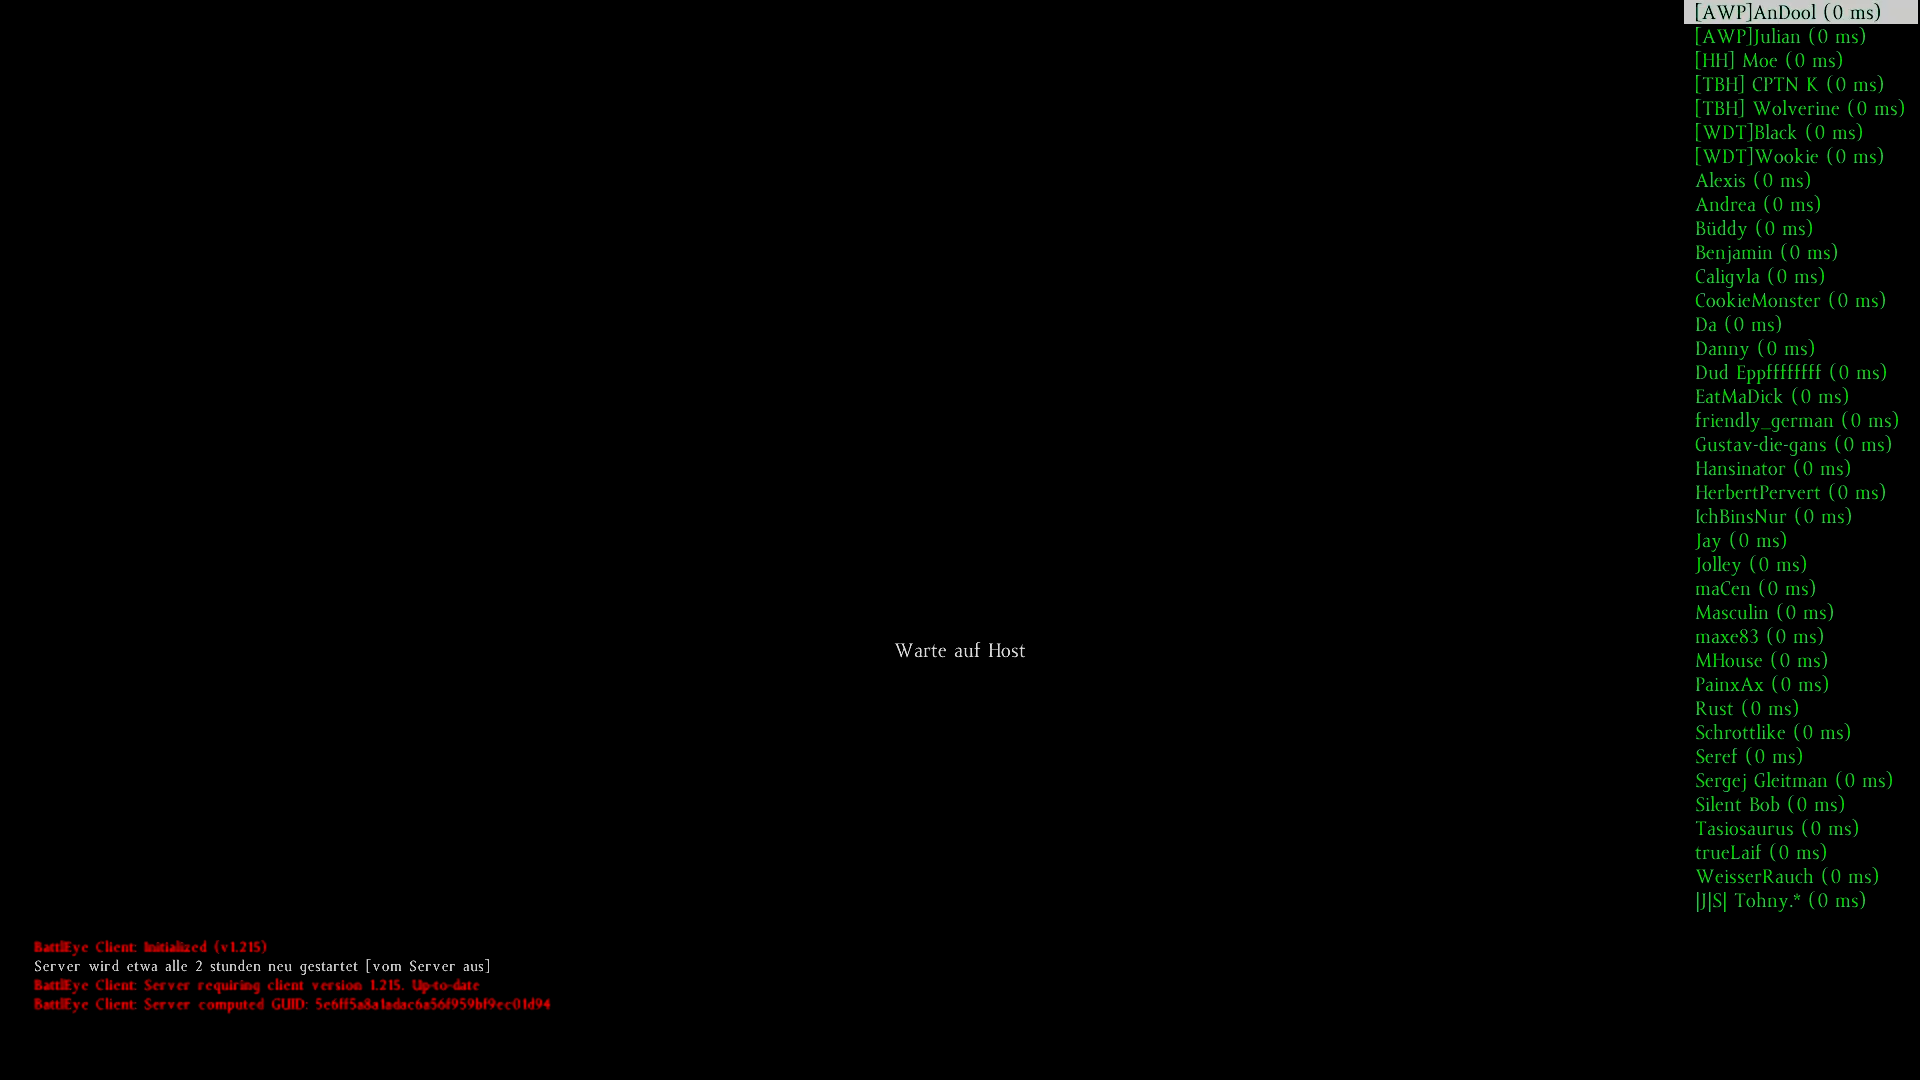 [AWP]AnDool (0 ms)
[AWP]Julian (0 ms)
[HH] Moe (0 ms)
[TBH] CPTN K (0 ms)
[TBH] Wolverine (0 ms)
[WDT]Black (0 ms)
[WDT]Wookie (0 ms)
Alexis (0 ms)
Andrea (0 ms)
Büddy (0 ms)
Benjamin (0 ms)
Caligvla (0 ms)
CookieMonster (0 ms)
Da (0 ms)
Danny (0 ms)
Dud Eppffffffff (0 ms)
EatMaDick (0 ms)
friendly_german (0 ms)
Gustav-die-gans (0 ms)
Hansinator (0 ms)
HerbertPervert (0 ms)
IchBinsNur (0 ms)
Jay (0 ms)
Jolley (0 ms)
maCen (0 ms)
Masculin (0 ms)
maxe83 (0 ms)
MHouse (0 ms)
PainxAx (0 ms)
Rust (0 ms)
Schrottlike (0 ms)
Seref (0 ms)
Sergej Gleitman (0 ms)
Silent Bob (0 ms)
Tasiosaurus (0 ms)
trueLaif (0 ms)
WeisserRauch (0 ms)
|J|S| Tohny.* (0 ms)
Warte auf Host
BattlEye Client: Initialized (v1.215)
Server wird etwa alle 2 stunden neu gestartet [vom Server aus]
BattlEye Client: Server requiring client version 1.215. Up-to-date
BattlEye Client: Server computed GUID: 5e6ff5a8a1adac6a56f959bf9ec01d94